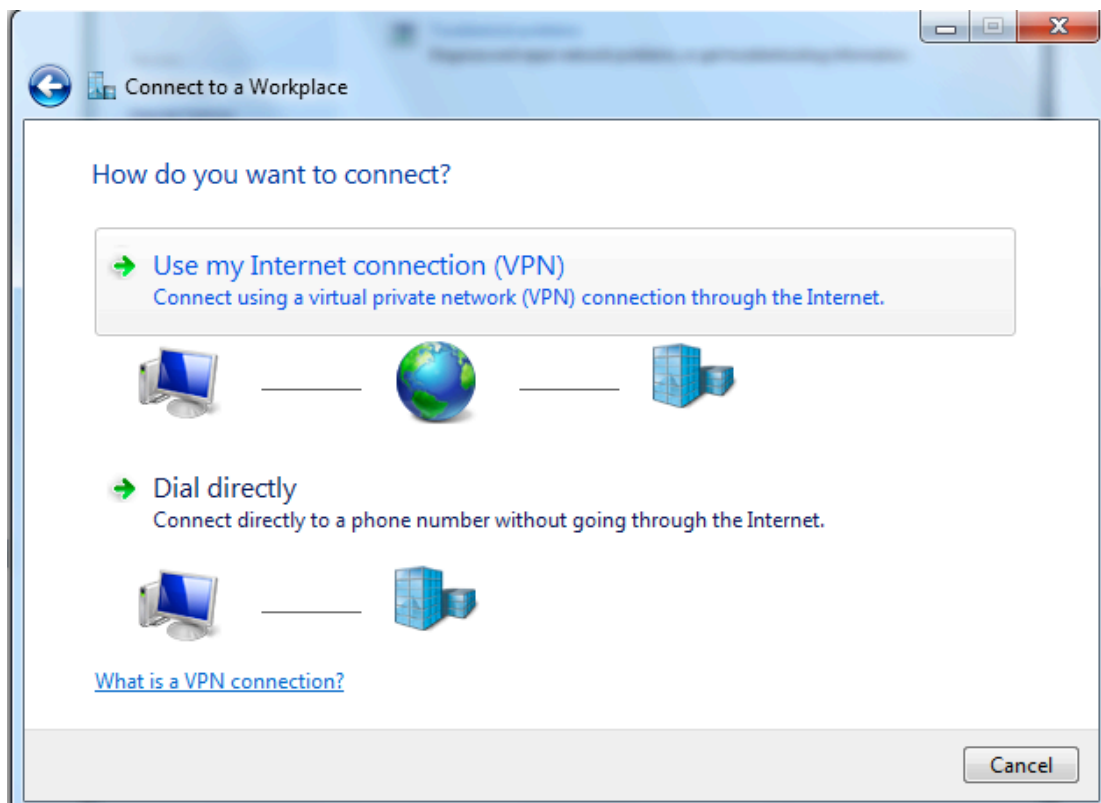 Connect to a Workplace
How do you want to connect?
Use my Internet connection (VPN)
Connect using a virtual private network (VPN) connection through the Internet.
Dial directly
Connect directly to a phone number without going through the Internet.
What is a VPN connection?
Cancel